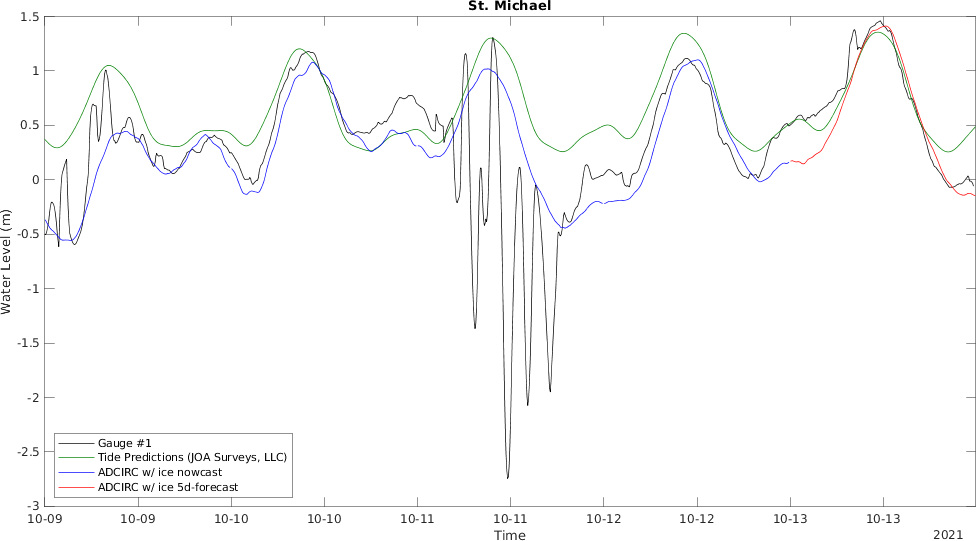 St. Michael
1.5
1
0.5
0
-0.5
-1
-1.5
-2
-2.5
-3
Water Level (m)
Gauge #1
Tide Predictions (JOA Surveys, LLC)
ADCIRC w/ ice nowcast
ADCIRC w/ ice 5d-forecast
10-09 10-09 10-10 10-10 10-11 10-11 10-12 10-12 10-13 10-13
Time
2021